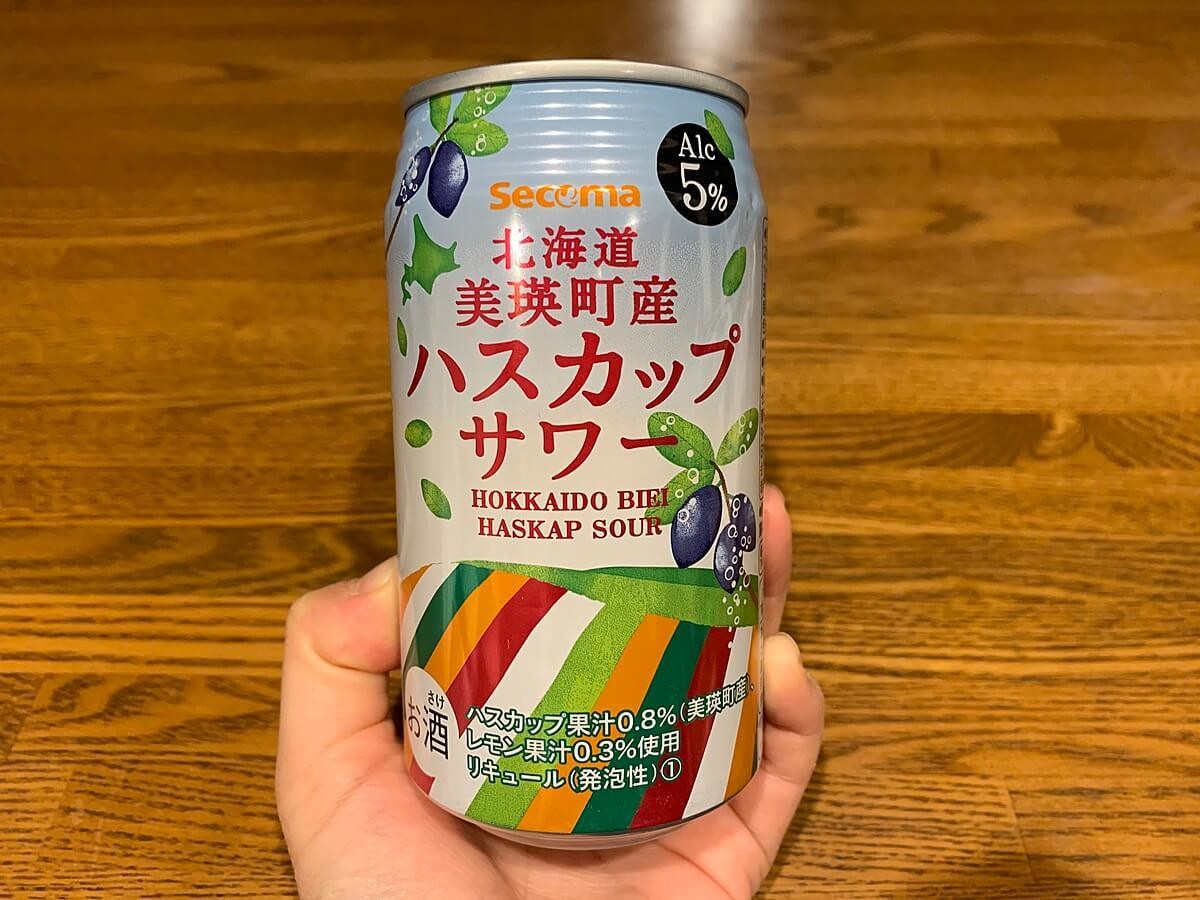 Alc
5%
Secoma
北海道
美瑛町産
ハスカップ
サワー
HOKKAIDO BIEI
HASKAP SOUR
さけ
お酒
ハスカップ果汁0.8%(美瑛町産)、
レモン果汁0.3%使用
リキュール(発泡性)①